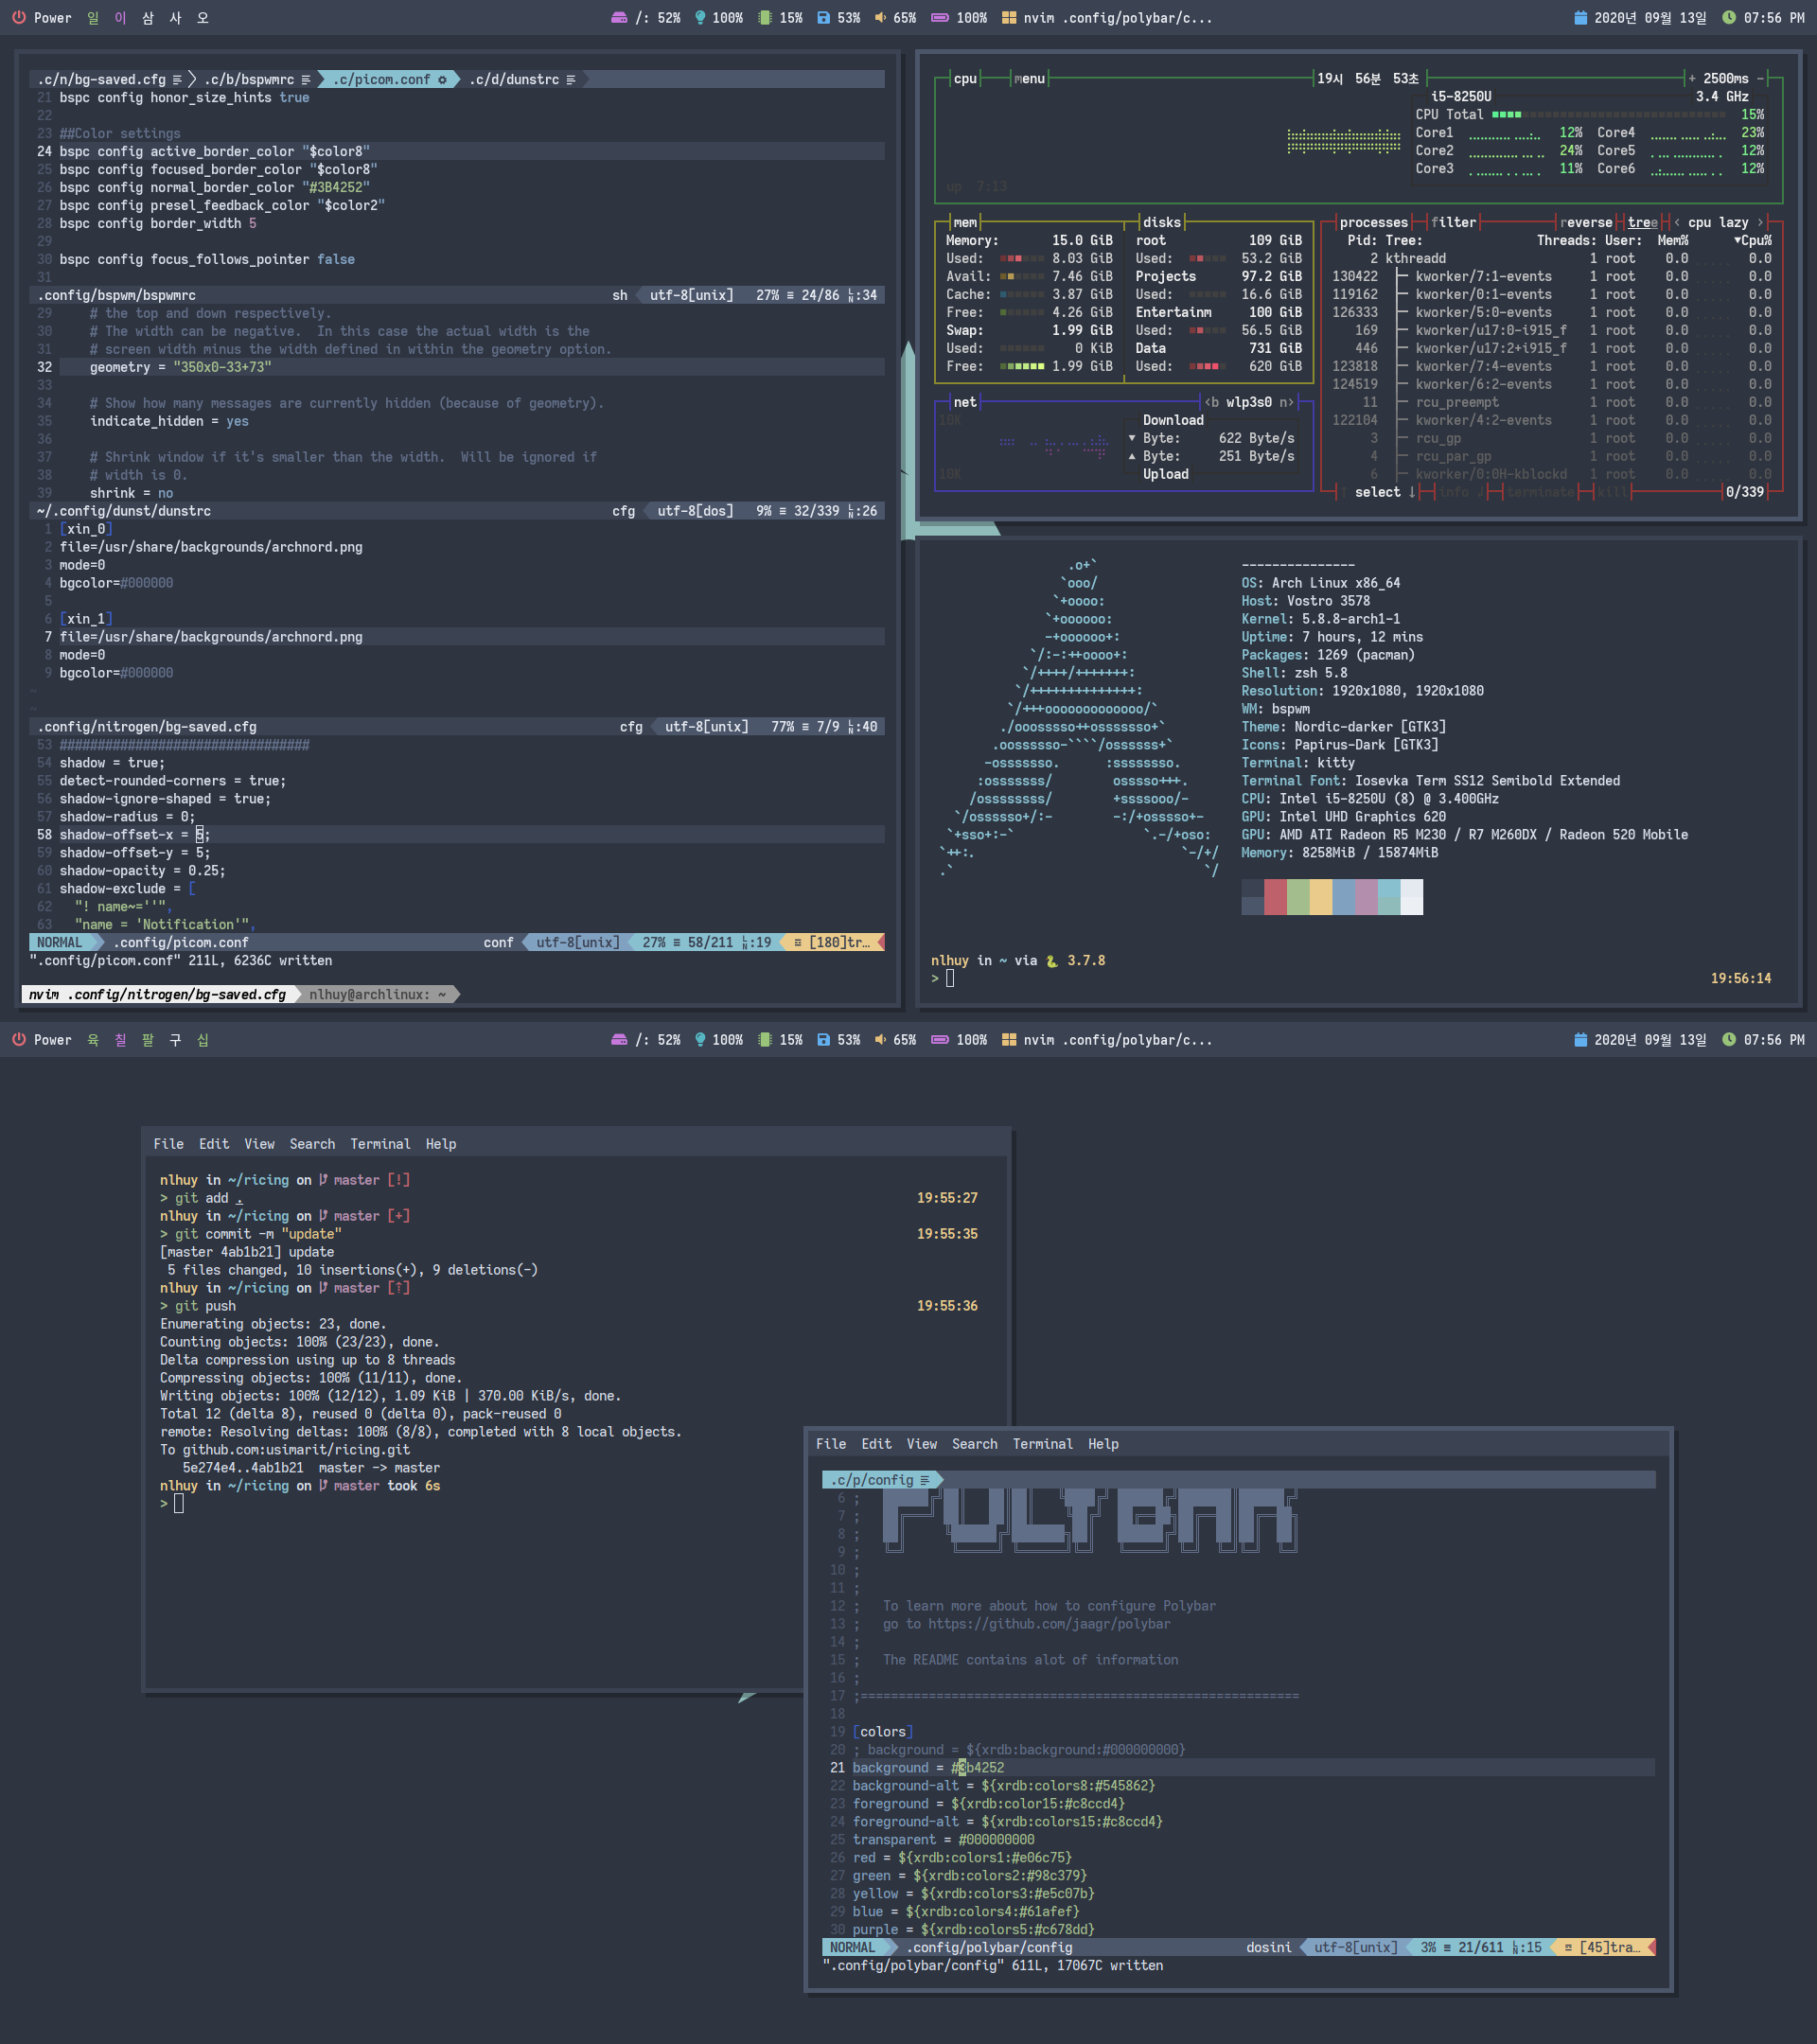 Power 일 이 삼 사 오 /: 52% 100% 15% 53% 65% 100% nvim .config/polybar/c... 2020년 09월 13일 07:56 PM
.c/n/bg-saved.cfg .c/b/bspwmrc .c/picom.conf .c/d/dunstrc
21 bspc config honor_size_hints true
22
23 ##Color settings
24 bspc config active_border_color "$color8"
25 bspc config focused_border_color "$color8"
26 bspc config normal_border_color "#3B4252"
27 bspc config presel_feedback_color "$color2"
28 bspc config border_width 5
29
30 bspc config focus_follows_pointer false
31
.config/bspwm/bspwmrc sh utf-8[unix] 27% ≡ 24/86 :34
29 # the top and down respectively.
30 # The width can be negative.  In this case the actual width is the
31 # screen width minus the width defined in within the geometry option.
32 geometry = "350x0-33+73"
33
34 # Show how many messages are currently hidden (because of geometry).
35 indicate_hidden = yes
36
37 # Shrink window if it's smaller than the width.  Will be ignored if
38 # width is 0.
39 shrink = no
~/.config/dunst/dunstrc cfg utf-8[dos] 9% ≡ 32/339 :26
1 [xin_0]
2 file=/usr/share/backgrounds/archnord.png
3 mode=0
4 bgcolor=#000000
5
6 [xin_1]
7 file=/usr/share/backgrounds/archnord.png
8 mode=0
9 bgcolor=#000000
~
~
.config/nitrogen/bg-saved.cfg cfg utf-8[unix] 77% ≡ 7/9 :40
53 #################################
54 shadow = true;
55 detect-rounded-corners = true;
56 shadow-ignore-shaped = true;
57 shadow-radius = 0;
58 shadow-offset-x = 5;
59 shadow-offset-y = 5;
60 shadow-opacity = 0.25;
61 shadow-exclude = [
62 "! name~=''",
63 "name = 'Notification'",
NORMAL .config/picom.conf conf utf-8[unix] 27% ≡ 58/211 :19 [180]tr…
".config/picom.conf" 211L, 6236C written
nvim .config/nitrogen/bg-saved.cfg nlhuy@archlinux: ~
cpu menu 19시 56분 53초 + 2500ms -
i5-8250U 3.4 GHz
CPU Total 15%
Core1 12% Core4 23%
Core2 24% Core5 12%
Core3 11% Core6 12%
up 7:13
mem disks
Memory: 15.0 GiB root 109 GiB
Used: 8.03 GiB Used: 53.2 GiB
Avail: 7.46 GiB Projects 97.2 GiB
Cache: 3.87 GiB Used: 16.6 GiB
Free: 4.26 GiB Entertainm 100 GiB
Swap: 1.99 GiB Used: 56.5 GiB
Used: 0 KiB Data 731 GiB
Free: 1.99 GiB Used: 620 GiB
net <b wlp3s0 n>
10K Download
▼ Byte: 622 Byte/s
▲ Byte: 251 Byte/s
10K Upload
processes filter reverse tree < cpu lazy >
Pid: Tree: Threads: User: Mem% ▼Cpu%
2 kthreadd 1 root 0.0 0.0
130422 kworker/7:1-events 1 root 0.0 0.0
119162 kworker/0:1-events 1 root 0.0 0.0
126333 kworker/5:0-events 1 root 0.0 0.0
169 kworker/u17:0-i915_f 1 root 0.0 0.0
446 kworker/u17:2+i915_f 1 root 0.0 0.0
123818 kworker/7:4-events 1 root 0.0 0.0
124519 kworker/6:2-events 1 root 0.0 0.0
11 rcu_preempt 1 root 0.0 0.0
122104 kworker/4:2-events 1 root 0.0 0.0
3 rcu_gp 1 root 0.0 0.0
4 rcu_par_gp 1 root 0.0 0.0
6 kworker/0:0H-kblockd 1 root 0.0 0.0
select ↓ info ↲ terminate kill 0/339
.o+`
`ooo/
`+oooo:
`+oooooo:
-+oooooo+:
`/:-:++oooo+:
`/++++/+++++++:
`/++++++++++++++:
`/+++ooooooooooooo/`
./ooosssso++osssssso+`
.oossssso-````/ossssss+`
-osssssso.      :ssssssso.
:osssssss/        osssso+++.
/ossssssss/        +ssssooo/-
`/ossssso+/:-        -:/+osssso+-
`+sso+:-`                 `.-/+oso:
`++:.                           `-/+/
.`                                 `/
---------------
OS: Arch Linux x86_64
Host: Vostro 3578
Kernel: 5.8.8-arch1-1
Uptime: 7 hours, 12 mins
Packages: 1269 (pacman)
Shell: zsh 5.8
Resolution: 1920x1080, 1920x1080
WM: bspwm
Theme: Nordic-darker [GTK3]
Icons: Papirus-Dark [GTK3]
Terminal: kitty
Terminal Font: Iosevka Term SS12 Semibold Extended
CPU: Intel i5-8250U (8) @ 3.400GHz
GPU: Intel UHD Graphics 620
GPU: AMD ATI Radeon R5 M230 / R7 M260DX / Radeon 520 Mobile
Memory: 8258MiB / 15874MiB
nlhuy in ~ via 🐍 3.7.8
> 19:56:14
Power 육 칠 팔 구 십 /: 52% 100% 15% 53% 65% 100% nvim .config/polybar/c... 2020년 09월 13일 07:56 PM
File Edit View Search Terminal Help
nlhuy in ~/ricing on master [!]
> git add . 19:55:27
nlhuy in ~/ricing on master [+]
> git commit -m "update" 19:55:35
[master 4ab1b21] update
5 files changed, 10 insertions(+), 9 deletions(-)
nlhuy in ~/ricing on master [⇡]
> git push 19:55:36
Enumerating objects: 23, done.
Counting objects: 100% (23/23), done.
Delta compression using up to 8 threads
Compressing objects: 100% (11/11), done.
Writing objects: 100% (12/12), 1.09 KiB | 370.00 KiB/s, done.
Total 12 (delta 8), reused 0 (delta 0), pack-reused 0
remote: Resolving deltas: 100% (8/8), completed with 8 local objects.
To github.com:usimarit/ricing.git
5e274e4..4ab1b21  master -> master
nlhuy in ~/ricing on master took 6s
>
File Edit View Search Terminal Help
.c/p/config
6 ;
7 ;
8 ;
9 ;
10 ;
11 ;
12 ;   To learn more about how to configure Polybar
13 ;   go to https://github.com/jaagr/polybar
14 ;
15 ;   The README contains alot of information
16 ;
17 ;==========================================================
18
19 [colors]
20 ; background = ${xrdb:background:#000000000}
21 background = #3b4252
22 background-alt = ${xrdb:colors8:#545862}
23 foreground = ${xrdb:color15:#c8ccd4}
24 foreground-alt = ${xrdb:colors15:#c8ccd4}
25 transparent = #000000000
26 red = ${xrdb:colors1:#e06c75}
27 green = ${xrdb:colors2:#98c379}
28 yellow = ${xrdb:colors3:#e5c07b}
29 blue = ${xrdb:colors4:#61afef}
30 purple = ${xrdb:colors5:#c678dd}
NORMAL .config/polybar/config dosini utf-8[unix] 3% ≡ 21/611 :15 [45]tra…
".config/polybar/config" 611L, 17067C written